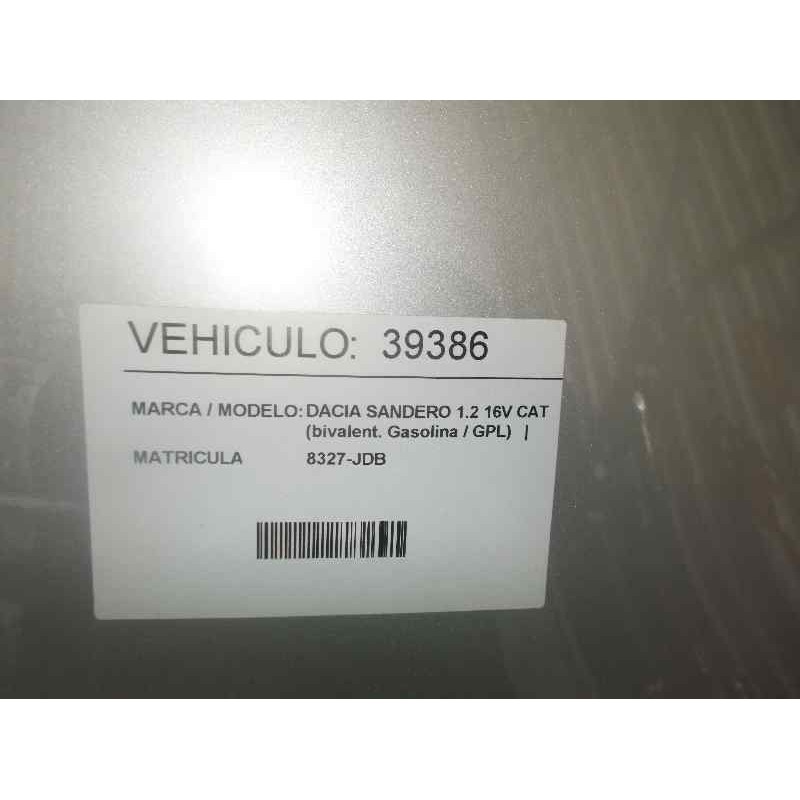 VEHICULO: 39386
MARCA / MODELO: DACIA SANDERO 1.2 16V CAT
(bivalent. Gasolina / GPL) |
MATRICULA 8327-JDB